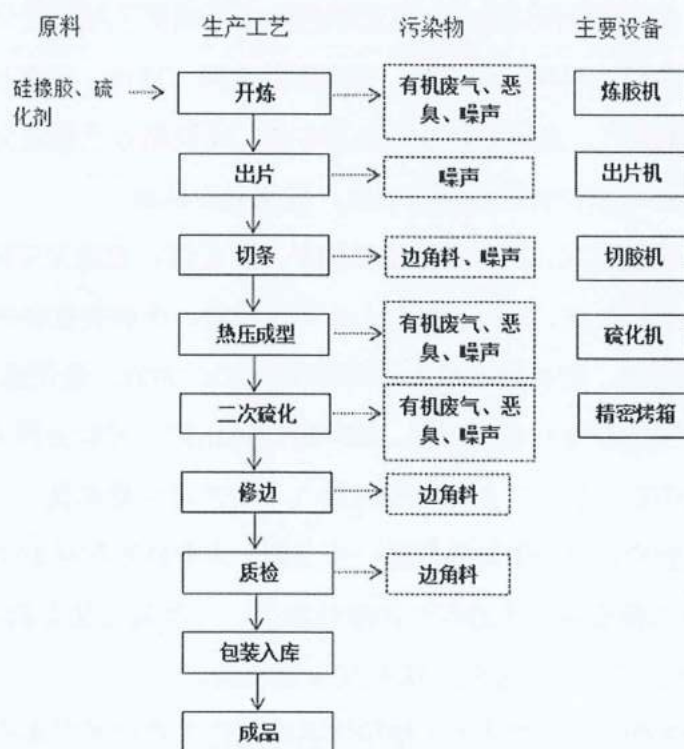 原料 生产工艺 污染物 主要设备
硅橡胶、硫
化剂
开炼
有机废气、恶
臭、噪声
炼胶机
出片
噪声
出片机
切条
边角料、噪声
切胶机
热压成型
有机废气、恶
臭、噪声
硫化机
二次硫化
有机废气、恶
臭、噪声
精密烤箱
修边
边角料
质检
边角料
包装入库
成品